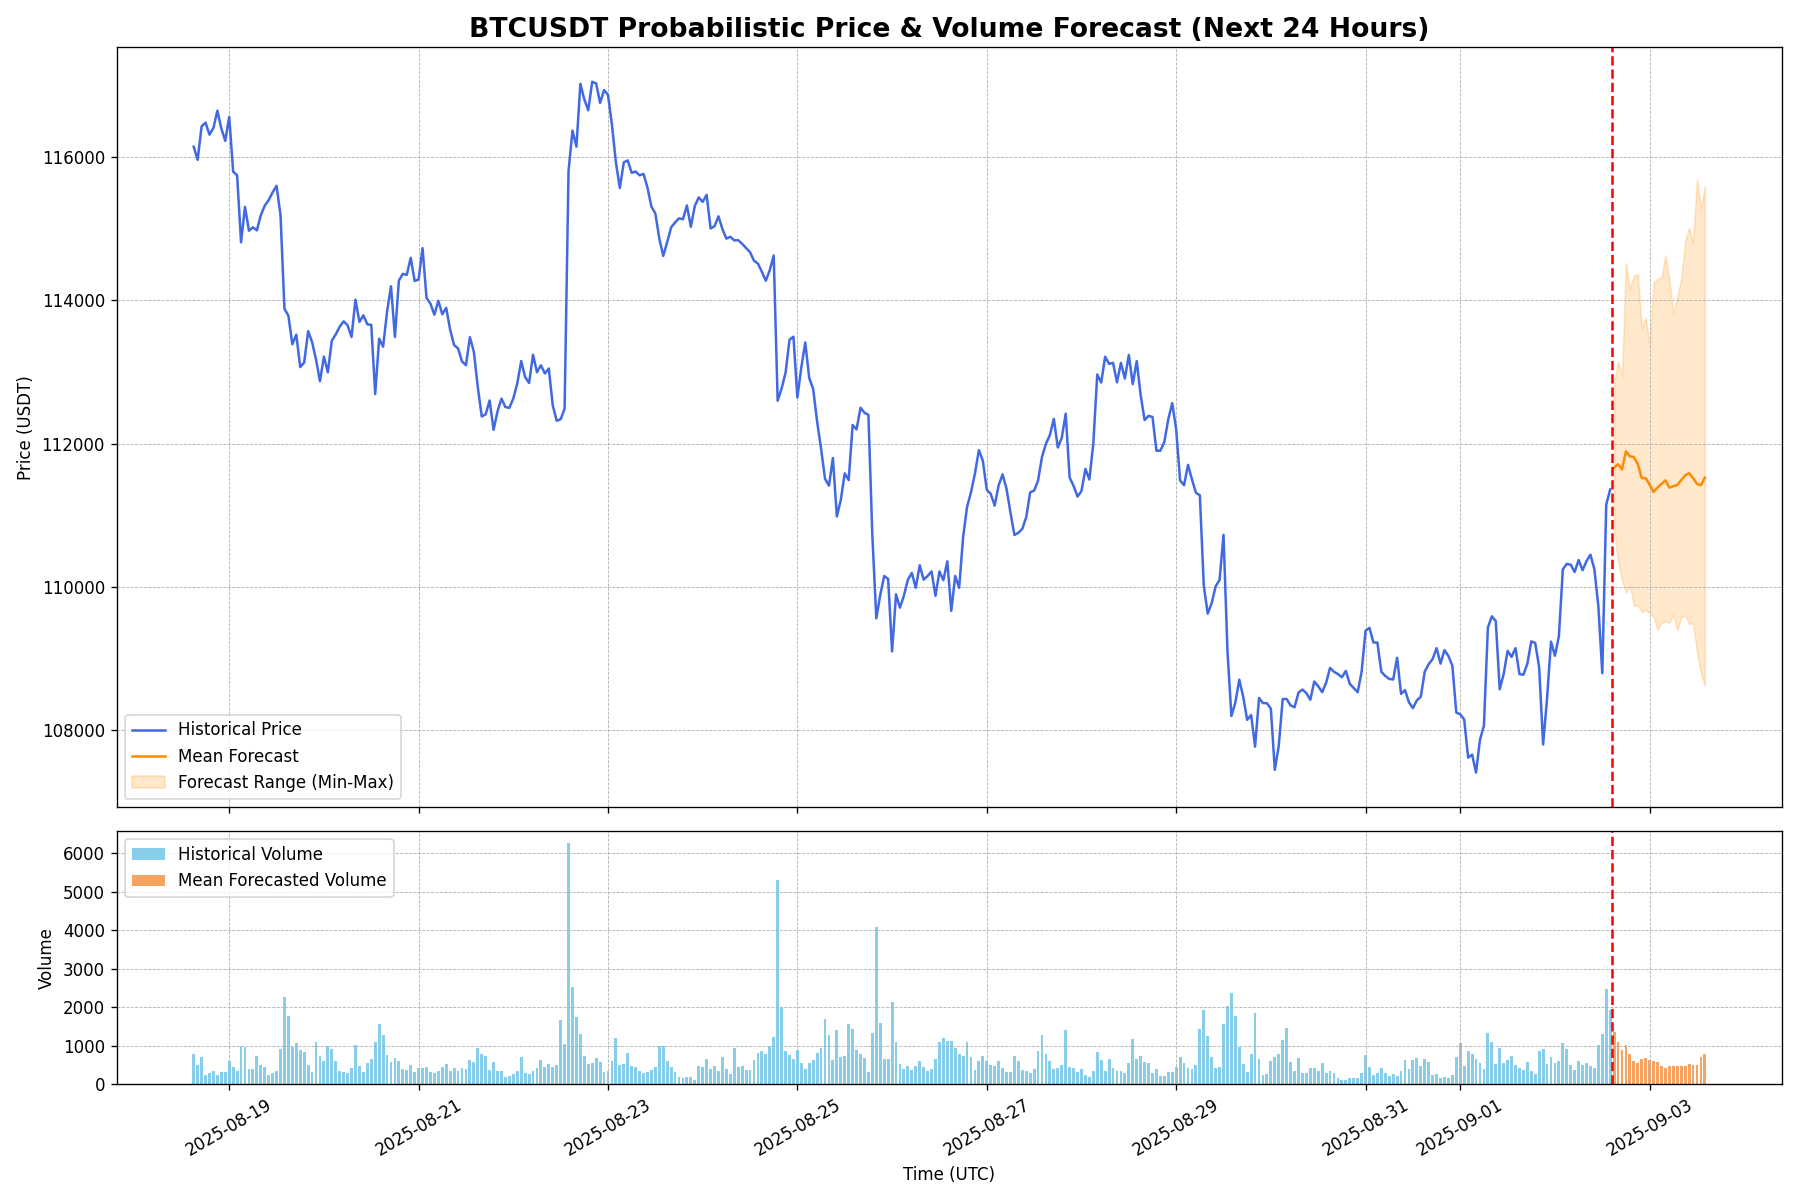 BTCUSDT Probabilistic Price & Volume Forecast (Next 24 Hours)
Price (USDT)
116000
114000
112000
110000
108000
Historical Price
Mean Forecast
Forecast Range (Min-Max)
Volume
6000
5000
4000
3000
2000
1000
0
Historical Volume
Mean Forecasted Volume
2025-08-19
2025-08-21
2025-08-23
2025-08-25
2025-08-27
2025-08-29
2025-08-31
2025-09-01
2025-09-03
Time (UTC)